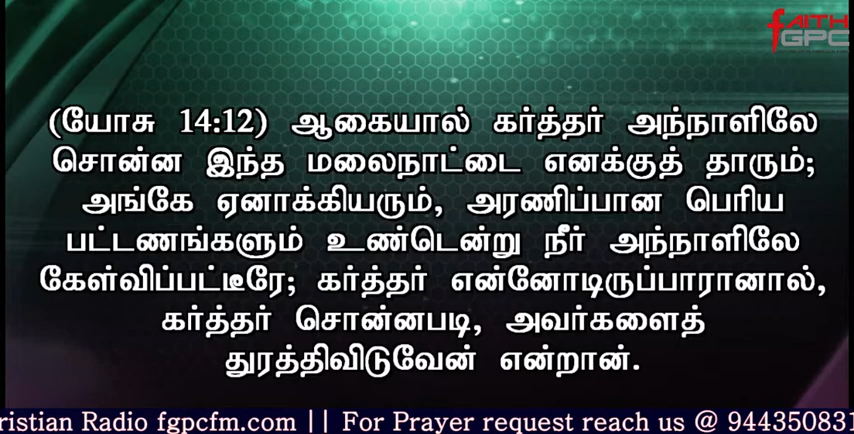 fAITH
GPC
(யோசு 14:12) ஆகையால் கர்த்தர் அந்நாளிலே
சொன்ன இந்த மலைநாட்டை எனக்குத் தாரும்;
அங்கே ஏனாக்கியரும், அரணிப்பான பெரிய
பட்டணங்களும் உண்டென்று நீர் அந்நாளிலே
கேள்விப்பட்டீரே; கர்த்தர் என்னோடிருப்பாரானால்,
கர்த்தர் சொன்னபடி, அவர்களைத்
துரத்திவிடுவேன் என்றான்.
ristian Radio fgpcfm.com || For Prayer request reach us @ 944350831